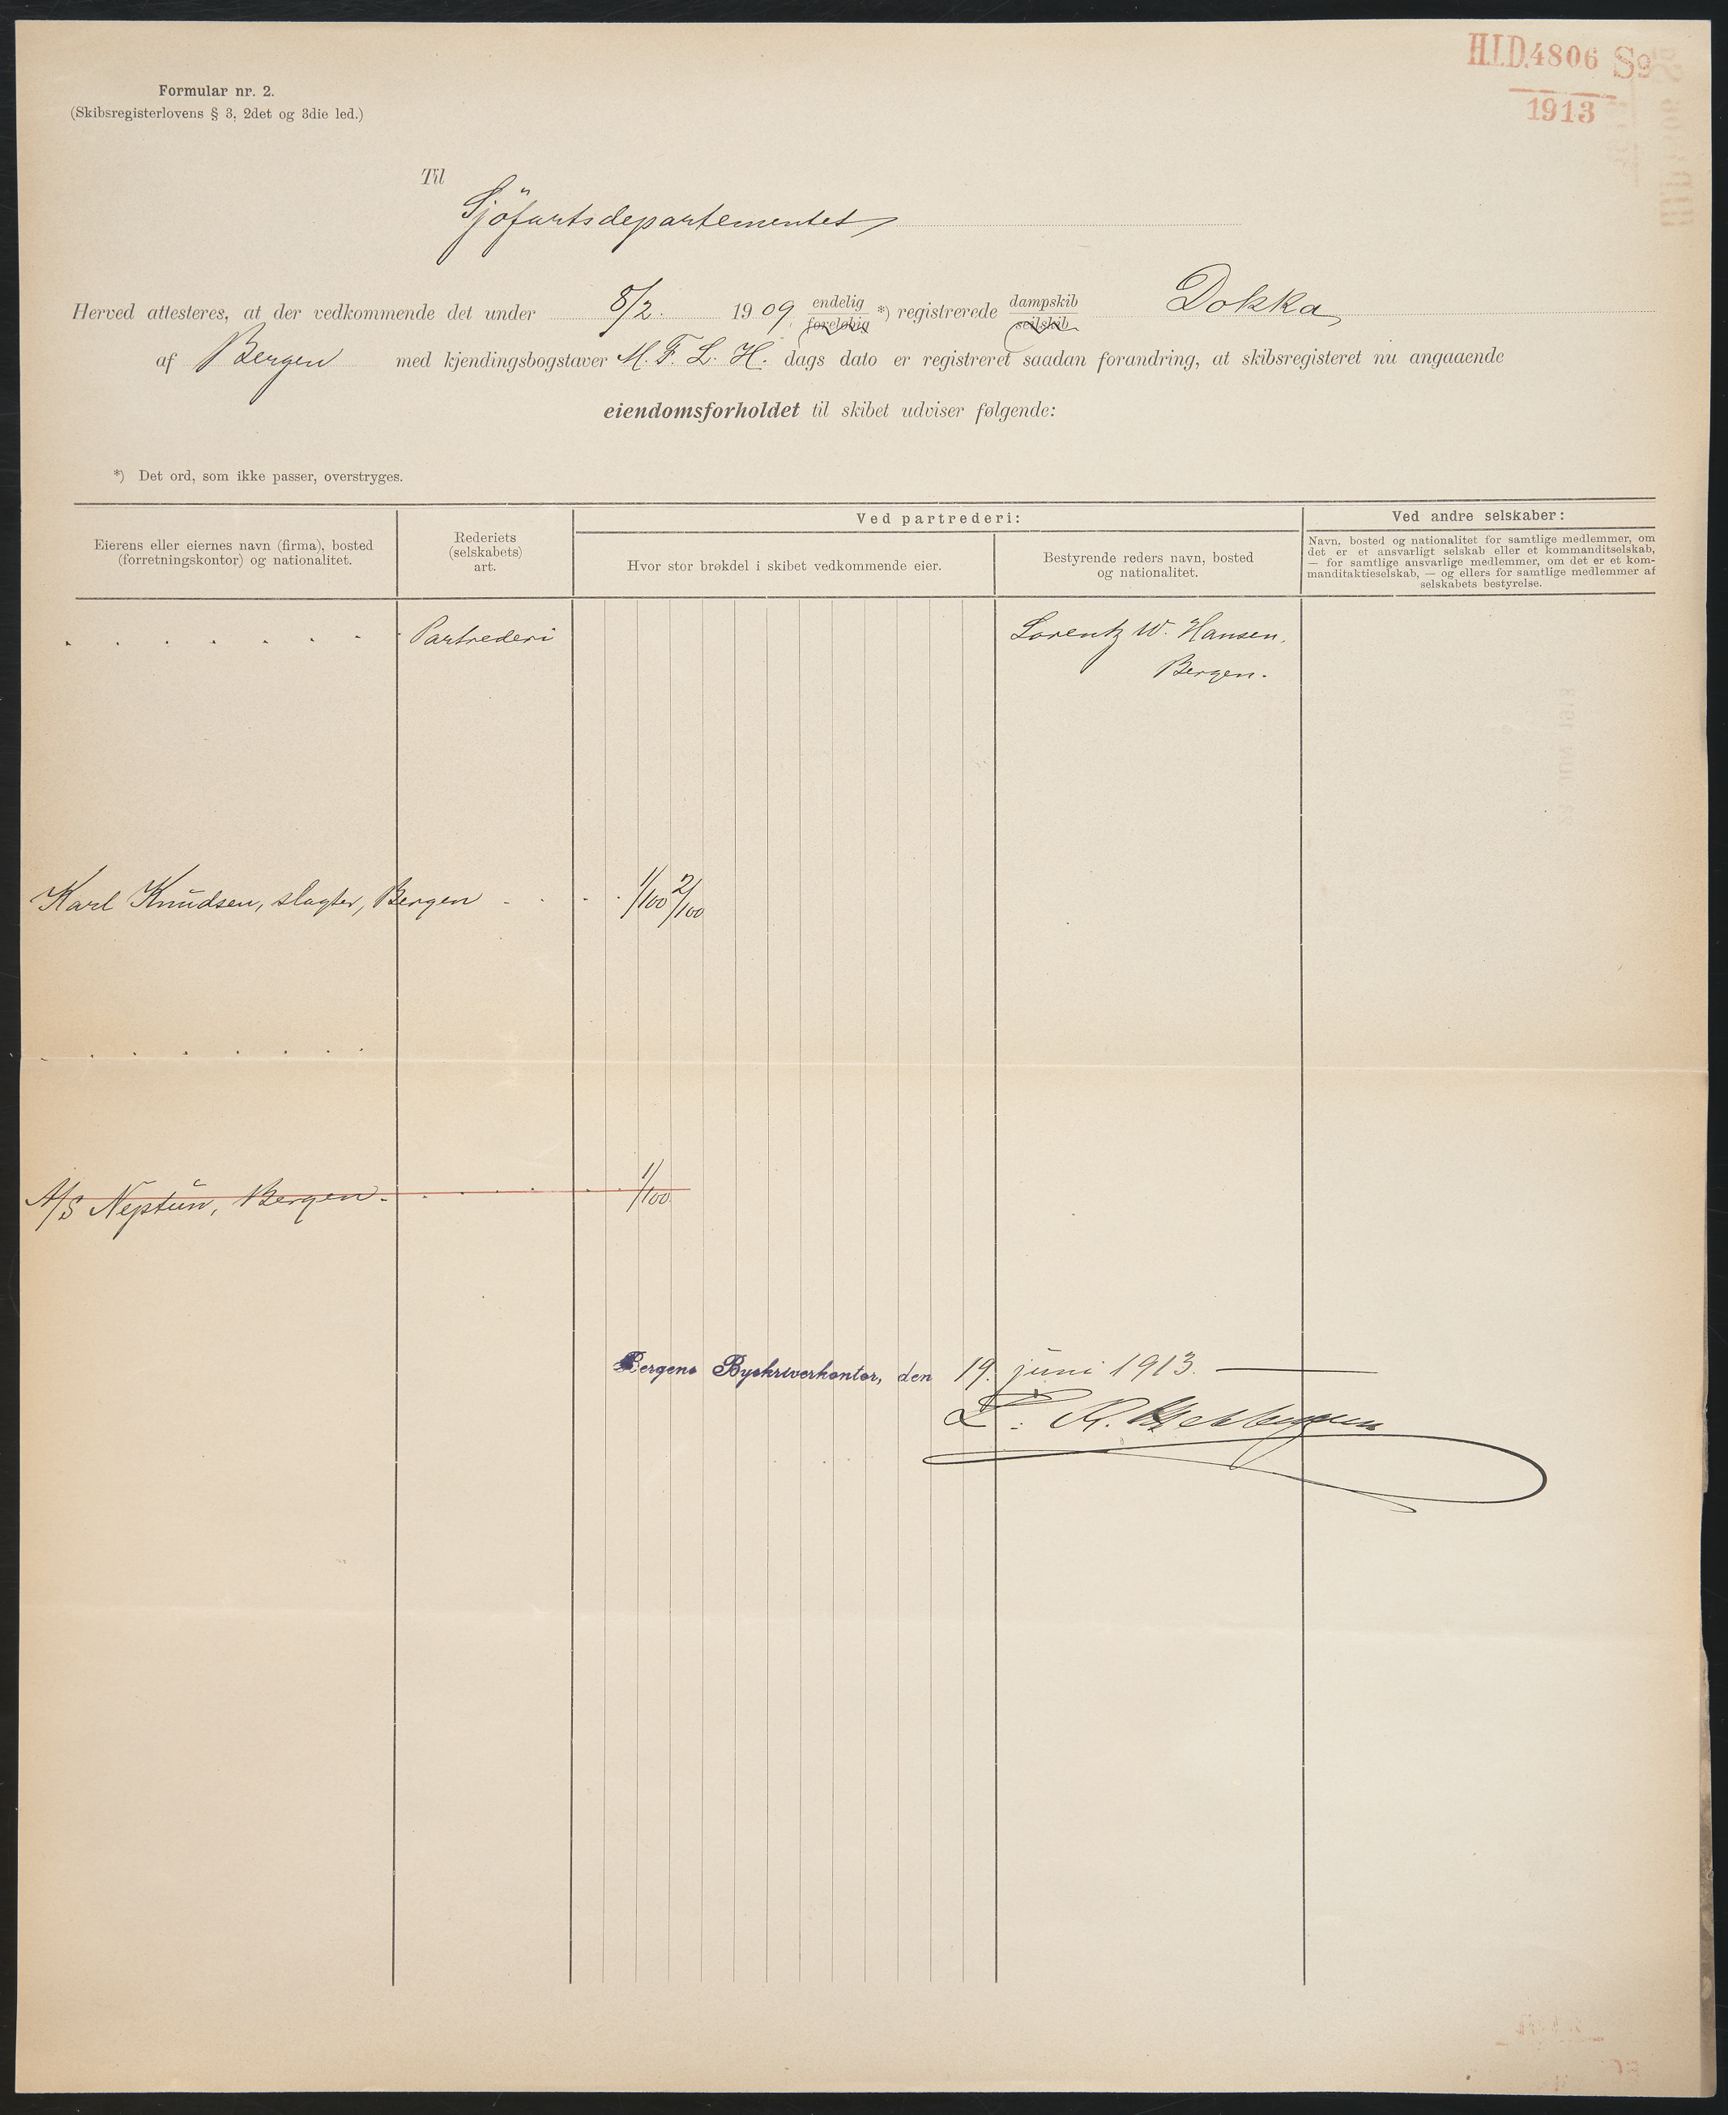 H.I.D. 4806 S9
1913
Formular nr. 2.
(Skibsregisterlovens § 3, 2det og 3die led.)
Til
Sjöfartsdepartementet
Herved attesteres, at der vedkommende det under 8/2. 1909. endelig foreløbig *) registrerede dampskib seilskib Dokka
af Bergen med kjendingsbogstaver M. F. L. H. dags dato er registreret saadan forandring, at skibsregisteret nu angaaende
eiendomsforholdet til skibet udviser følgende:
*) Det ord, som ikke passer, overstryges.
Eierens eller eiernes navn (firma), bosted
(forretningskontor) og nationalitet.
Rederiets
(selskabets)
art.
Ved partrederi:
Hvor stor brøkdel i skibet vedkommende eier.
Bestyrende reders navn, bosted
og nationalitet.
Ved andre selskaber:
Navn, bosted og nationalitet for samtlige medlemmer, om
det er et ansvarligt selskab eller et kommanditselskab,
— for samtlige ansvarlige medlemmer, om det er et kom-
manditaktieselskab, — og ellers for samtlige medlemmer af
selskabets bestyrelse.
Partrederi
Lorentz W. Hansen,
Bergen.
Karl Knudsen, slagter, Bergen 1/100 2/100
A/S Neptun, Bergen. 1/100
Bergens Byskriverkontor, den 19. juni 1913.